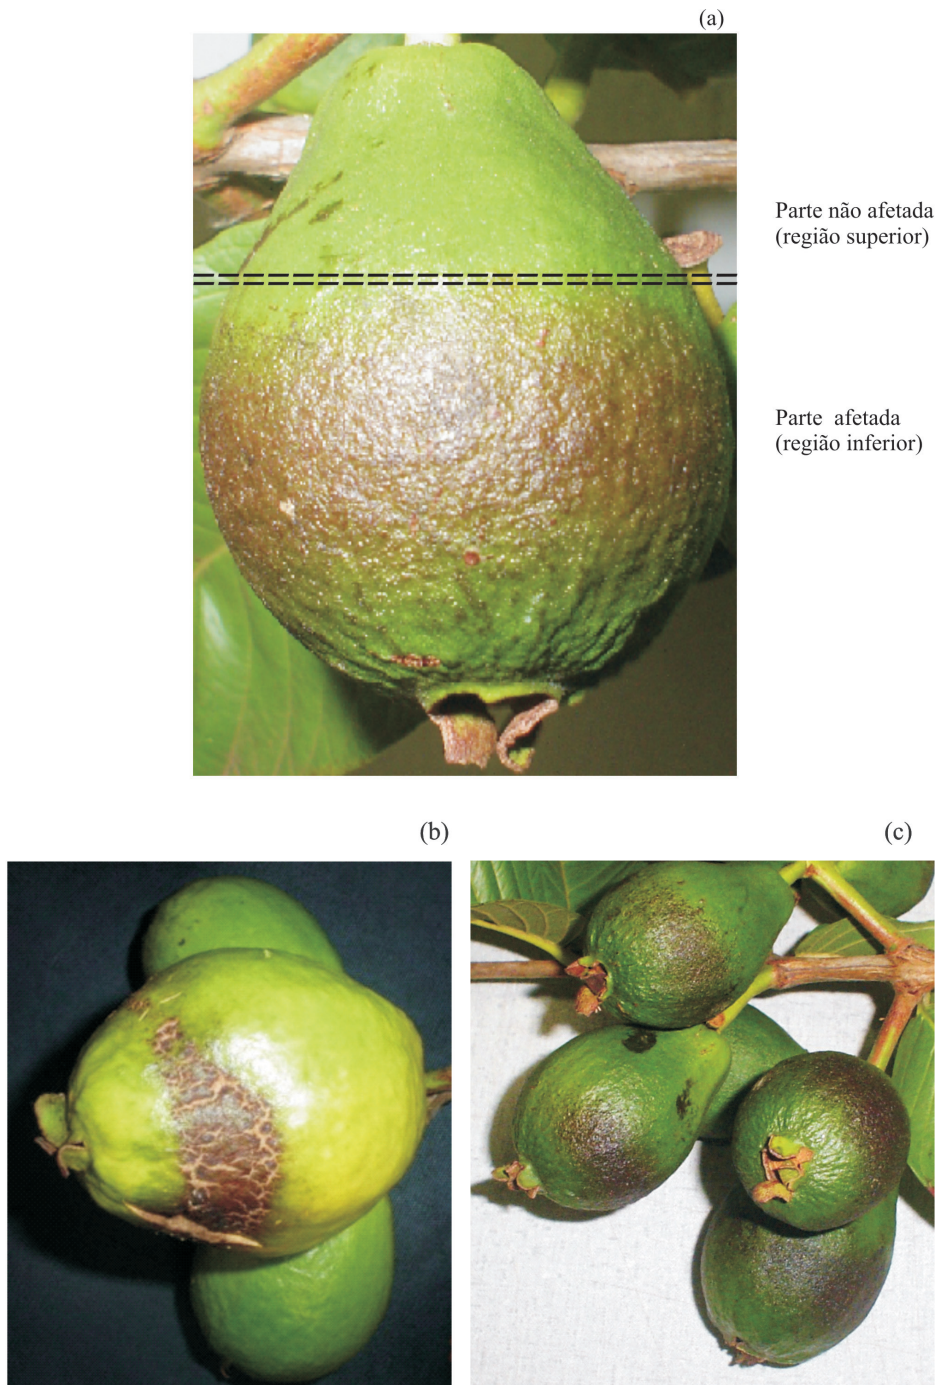 (a)
Parte não afetada
(região superior)
Parte  afetada
(região inferior)
(b)
(c)